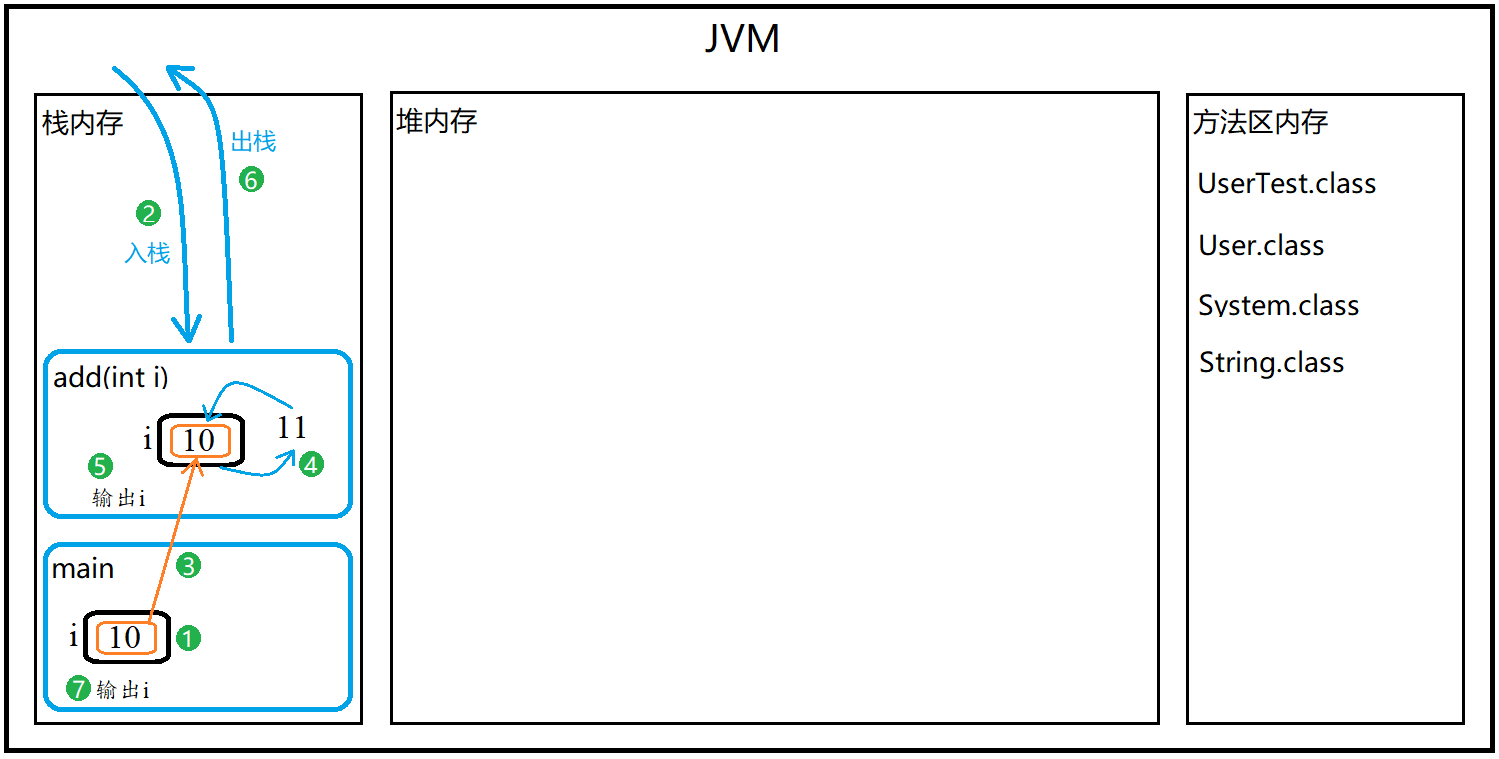 JVM
栈内存
出栈
6
2
入栈
add(int i)
i 10 11
5 4
输出i
main 3
i 10 1
7 输出i
堆内存
方法区内存
UserTest.class
User.class
System.class
String.class